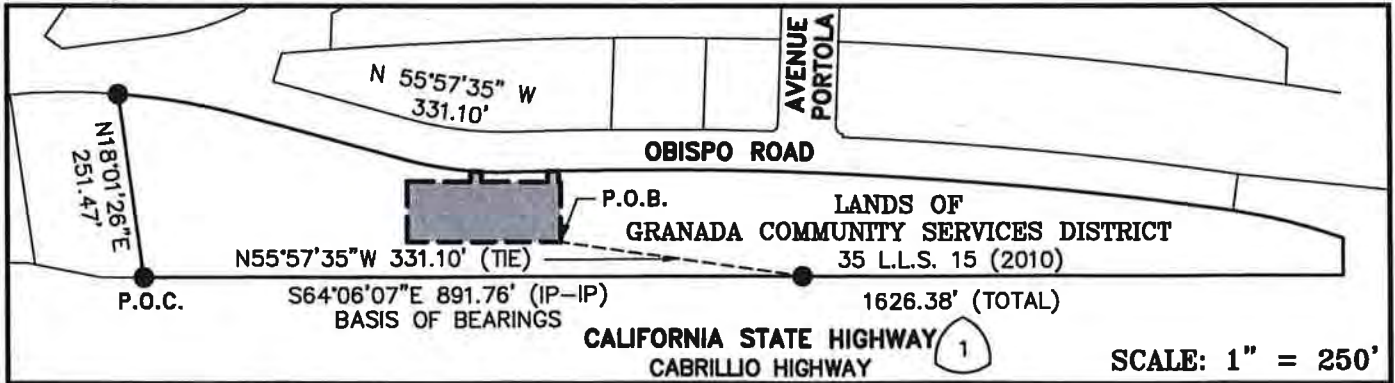 N 55°57'35" W
331.10'
AVENUE
PORTOLA
N18°01'26"E
251.47'
OBISPO ROAD
P.O.B.
LANDS OF
GRANADA COMMUNITY SERVICES DISTRICT
N55°57'35"W 331.10' (TIE)
35 L.L.S. 15 (2010)
P.O.C.
S64°06'07"E 891.76' (IP-IP)
1626.38' (TOTAL)
BASIS OF BEARINGS
CALIFORNIA STATE HIGHWAY 1
CABRILLIO HIGHWAY
SCALE: 1" = 250'